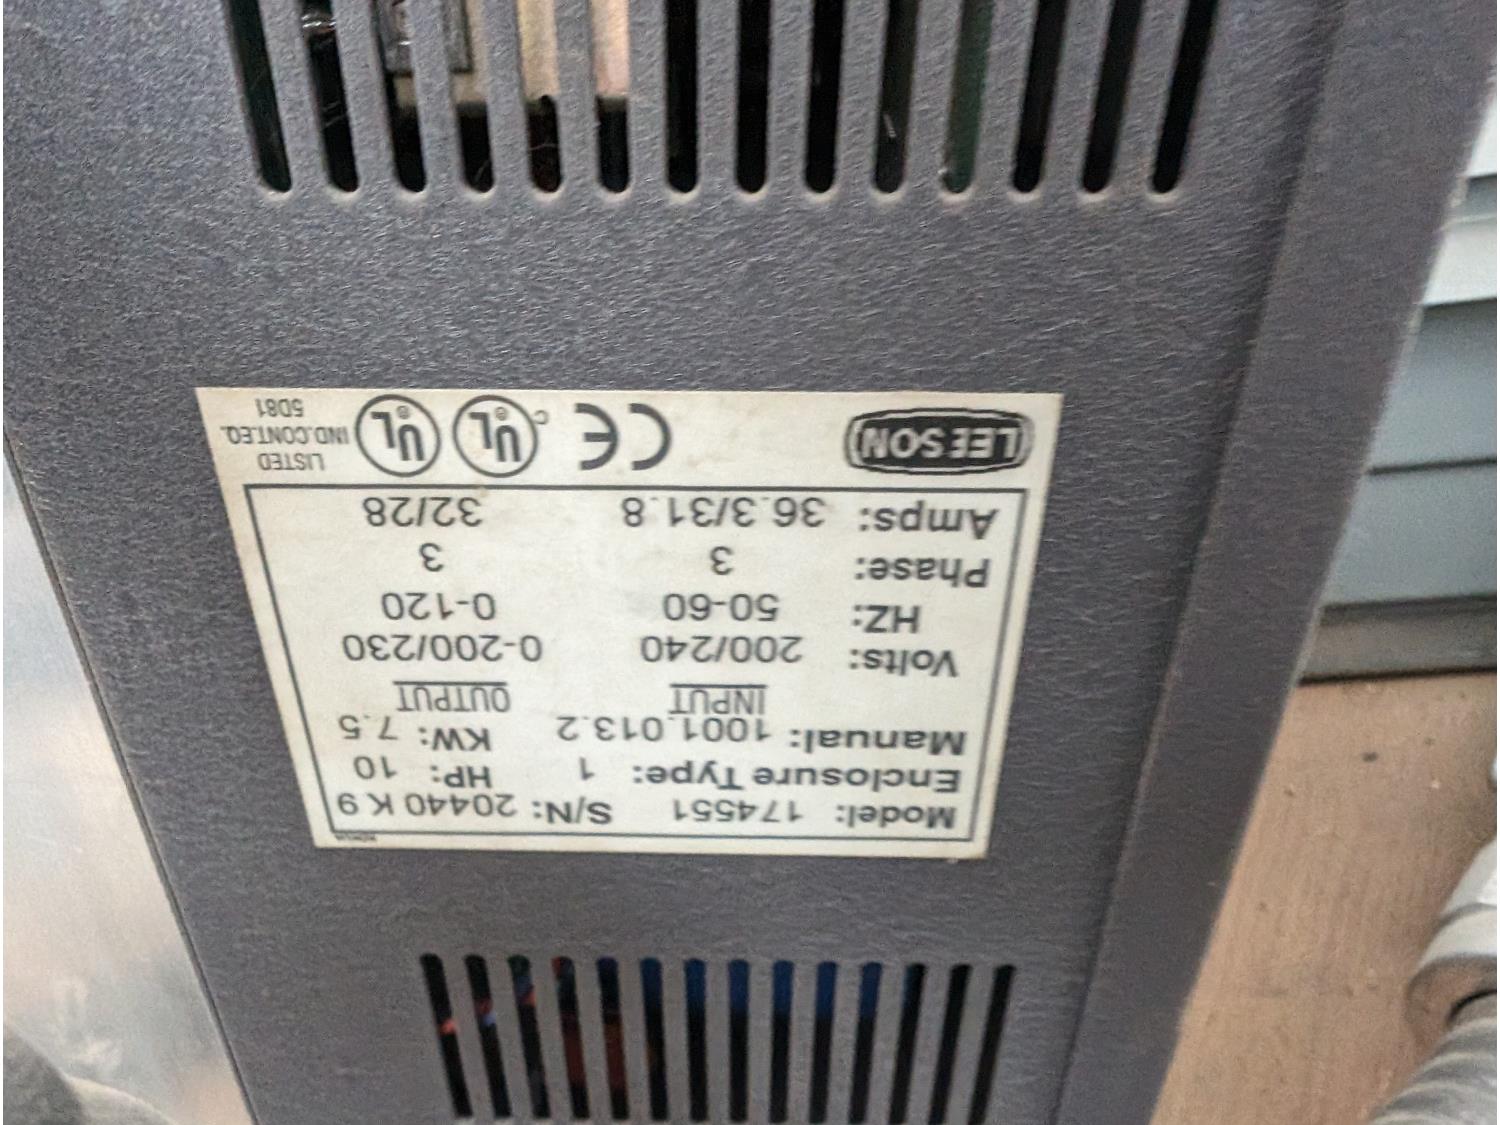 Model: 174551 S/N: 20440 K 9
Enclosure Type: 1 HP: 10
Manual: 1001.013.2 KW: 7.5
INPUT OUTPUT
Volts: 200/240 0-200/230
HZ: 50-60 0-120
Phase: 3 3
Amps: 36.3/31.8 32/28
LEESON CE C UL ® UL ® LISTED
IND.CONT.EQ.
5D81